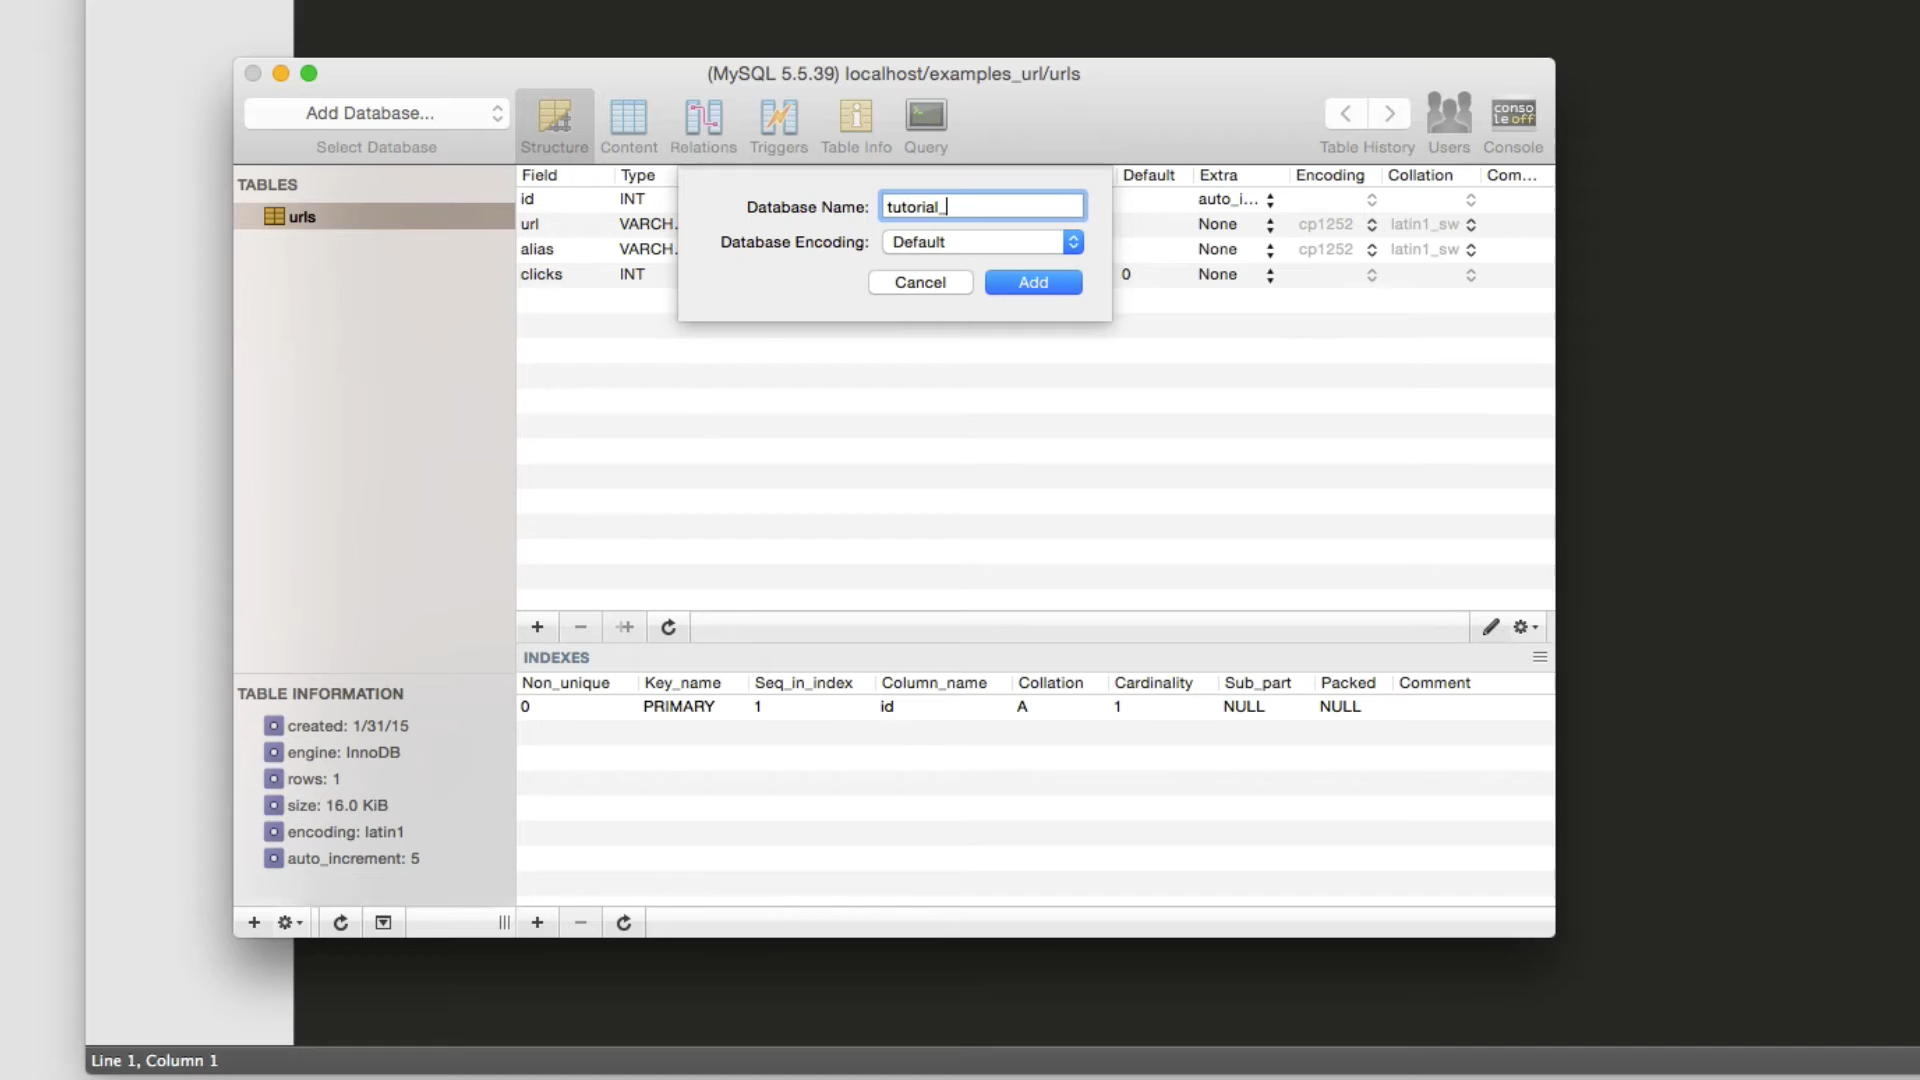 (MySQL 5.5.39) localhost/examples_url/urls
Add Database...
Select Database
Structure Content Relations Triggers Table Info Query
Table History Users Console
conso
le off
TABLES
urls
Field Type Default Extra Encoding Collation Com...
id INT auto_i...
url VARCH. None cp1252 latin1_sw
alias VARCH. None cp1252 latin1_sw
clicks INT 0 None
Database Name: tutorial_
Database Encoding: Default
Cancel Add
INDEXES
Non_unique Key_name Seq_in_index Column_name Collation Cardinality Sub_part Packed Comment
0 PRIMARY 1 id A 1 NULL NULL
TABLE INFORMATION
created: 1/31/15
engine: InnoDB
rows: 1
size: 16.0 KiB
encoding: latin1
auto_increment: 5
Line 1, Column 1